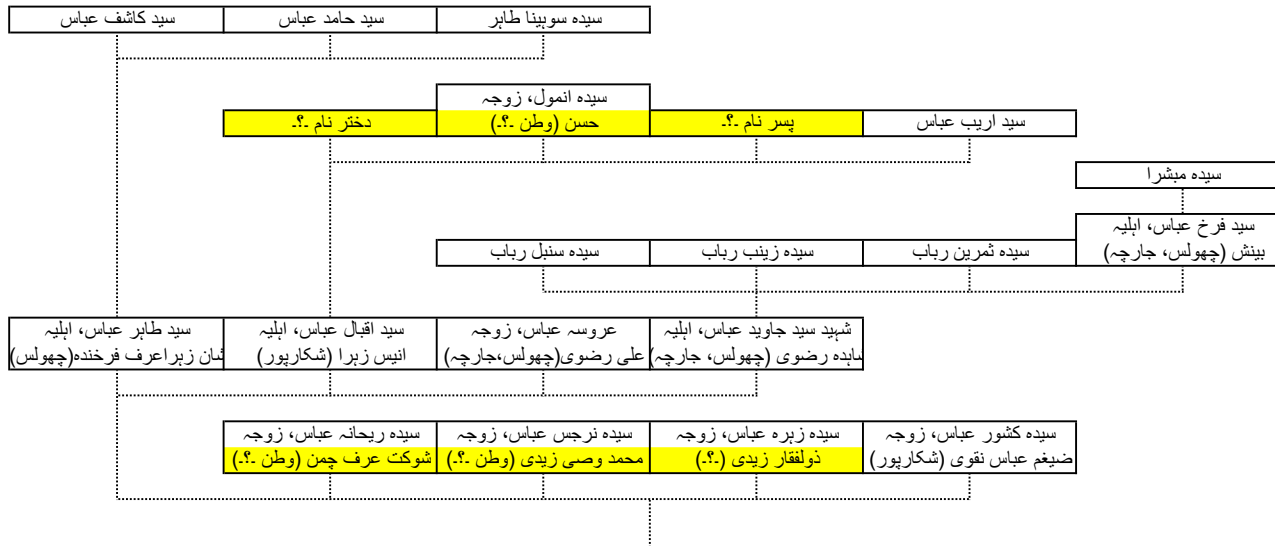 سیدہ سوہینا طاہر
سید حامد عباس
سید کاشف عباس
سید اریب عباس
پسر نام ۔؟۔
سیدہ انمول، زوجہ
حسن (وطن ۔؟۔)
دختر نام ۔؟۔
سیدہ مبشرا
سید فرخ عباس، اہلیہ
بینش (چھولس، جارچہ)
سیدہ ثمرین رباب
سیدہ زینب رباب
سیدہ سنبل رباب
شہید سید جاوید عباس، اہلیہ
ساہدہ رضوی (چھولس، جارچہ)
عروسہ عباس، زوجہ
علی رضوی(چھولس،جارچہ)
سید اقبال عباس، اہلیہ
انیس زہرا (شکارپور)
سید طاہر عباس، اہلیہ
شان زہراعرف فرخندہ(چھولس)
سیدہ کشور عباس، زوجہ
ضیغم عباس نقوی (شکارپور)
سیدہ زہرہ عباس، زوجہ
ذولفقار زیدی (۔؟۔)
سیدہ نرجس عباس، زوجہ
محمد وصی زیدی (وطن ۔؟۔)
سیدہ ریحانہ عباس، زوجہ
شوکت عرف چمن (وطن ۔؟۔)